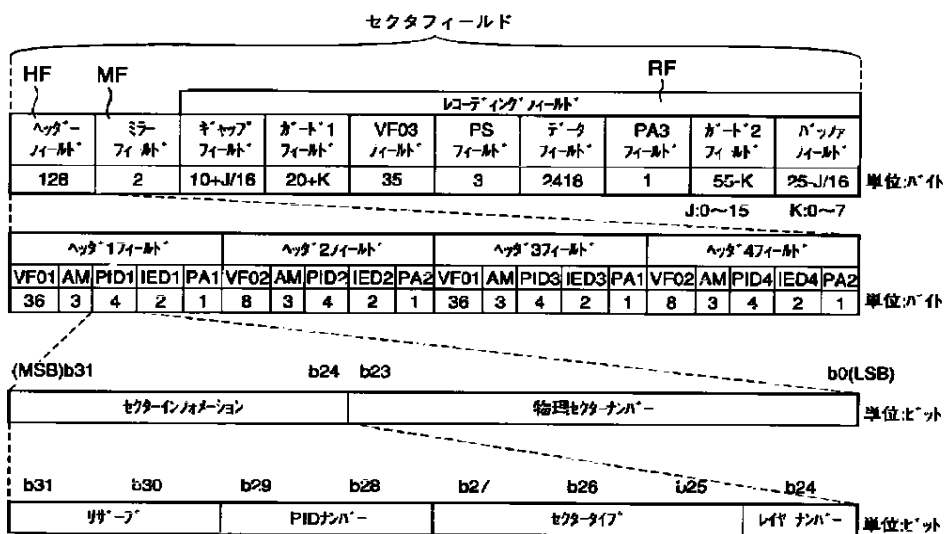 セクタフィールド
HF MF RF
レコーディングフィールド
ヘッダー ミラー ギャップ ガード1 VF03 PS データ PA3 ガード2 バッファ
フィールド フィールド フィールド フィールド フィールド フィールド フィールド フィールド フィールド フィールド
128 2 10+J/16 20+K 35 3 2418 1 55-K 25-J/16 単位:バイト
J:0～15 K:0～7
ヘッダ1フィールド ヘッダ2フィールド ヘッダ3フィールド ヘッダ4フィールド
VF01 AM PID1 IED1 PA1 VF02 AM PID2 IED2 PA2 VF01 AM PID3 IED3 PA1 VF02 AM PID4 IED4 PA2
36 3 4 2 1 8 3 4 2 1 36 3 4 2 1 8 3 4 2 1 単位:バイト
(MSB)b31 b24 b23 b0(LSB)
セクターインフォメーション 物理セクターナンバー 単位:ビット
b31 b30 b29 b28 b27 b26 b25 b24
リザーブ PIDナンバー セクタータイプ レイヤ ナンバー 単位:ビット